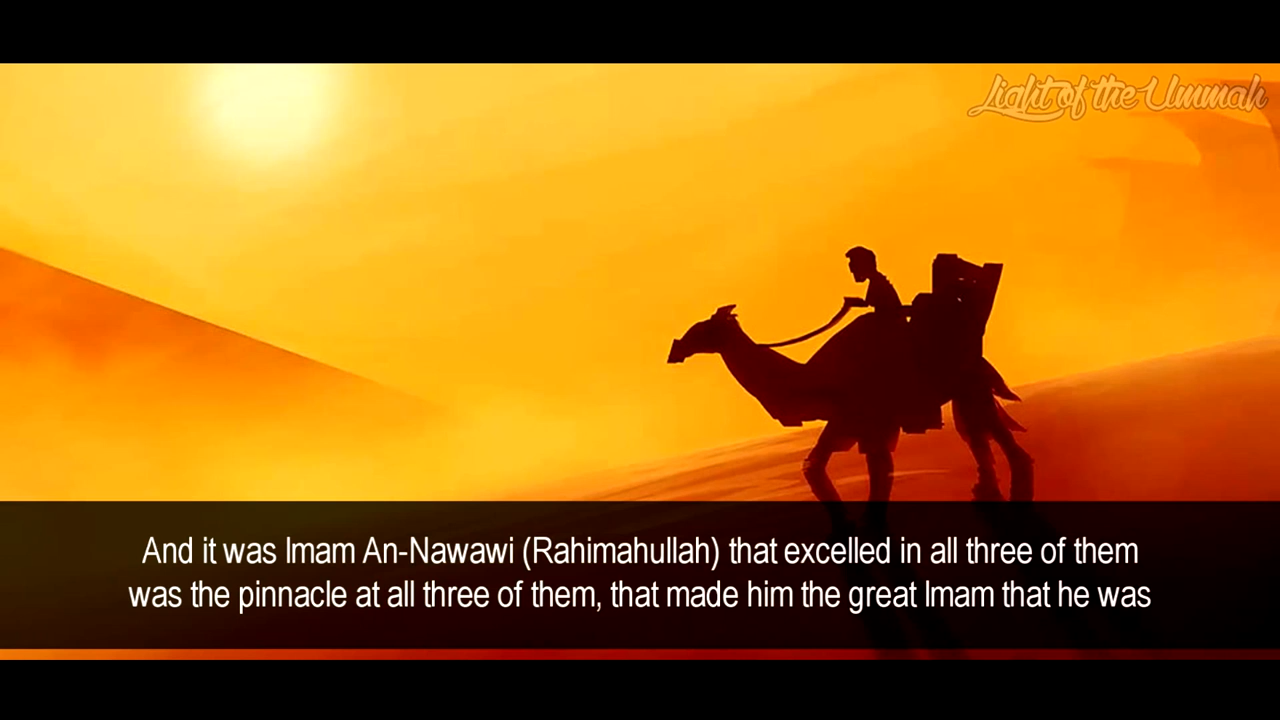 Light of the Ummah
And it was Imam An-Nawawi (Rahimahullah) that excelled in all three of them
was the pinnacle at all three of them, that made him the great Imam that he was